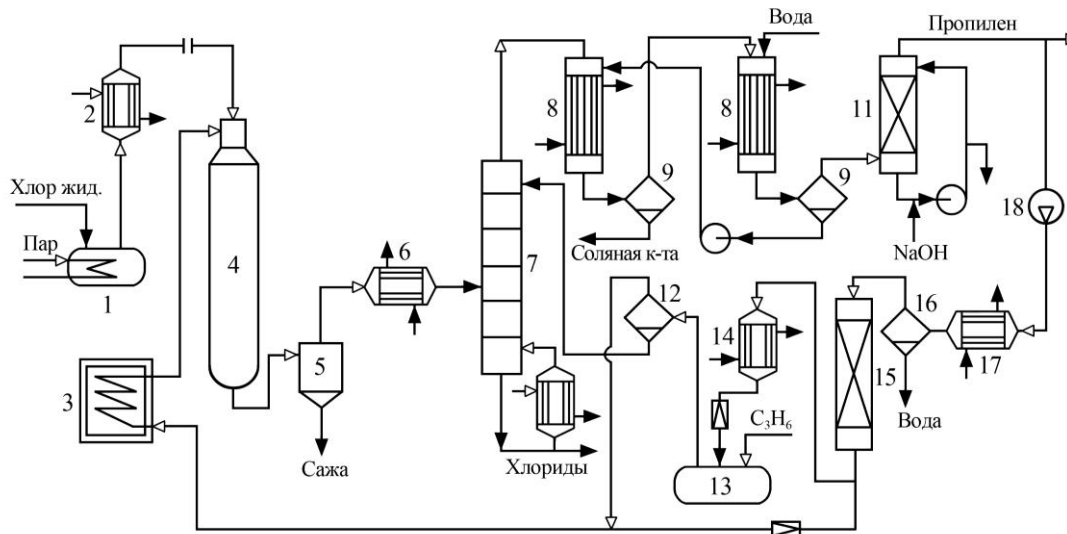 Вода
Пропилен
2
8
8
11
Хлор жид.
9
9
18
Пар
6
Соляная к-та
NaOH
1
4
7
12
16
14
3
5
15
17
C₃H₆
Вода
Сажа
Хлориды
13